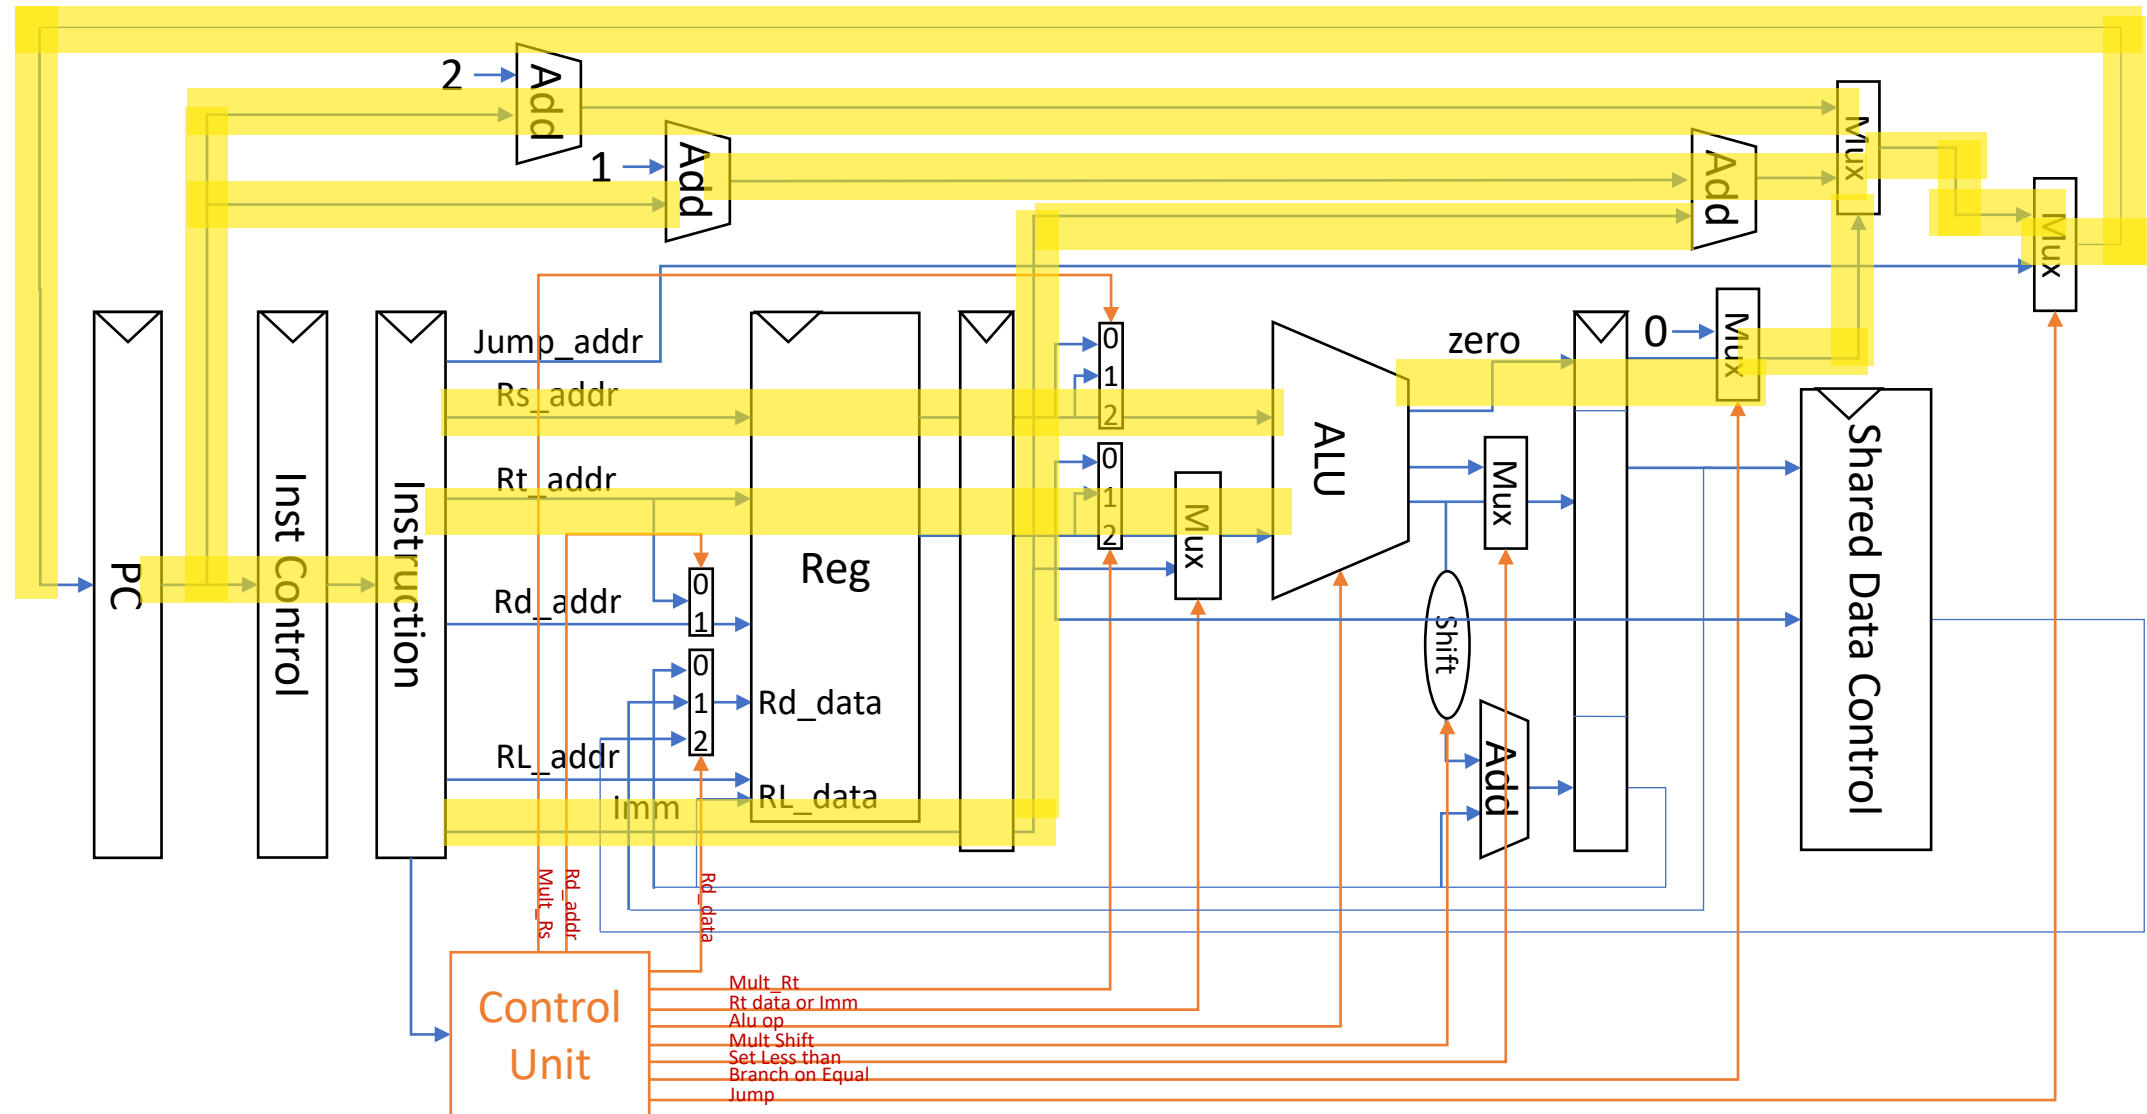 2
Add
1
Add
Add
Mux
Mux
Jump_addr
Rs_addr
Rt_addr
Rd_addr
RL_addr
imm
PC
Inst Control
Instruction
0
1
0
1
2
Reg
Rd_data
RL_data
0
1
2
0
1
2
Mux
ALU
zero
Mux
Shift
Add
0
Mux
Shared Data Control
Mult_Rs
Rd_addr
Rd_data
Control
Unit
Mult_Rt
Rt data or Imm
Alu op
Mult Shift
Set Less than
Branch on Equal
Jump